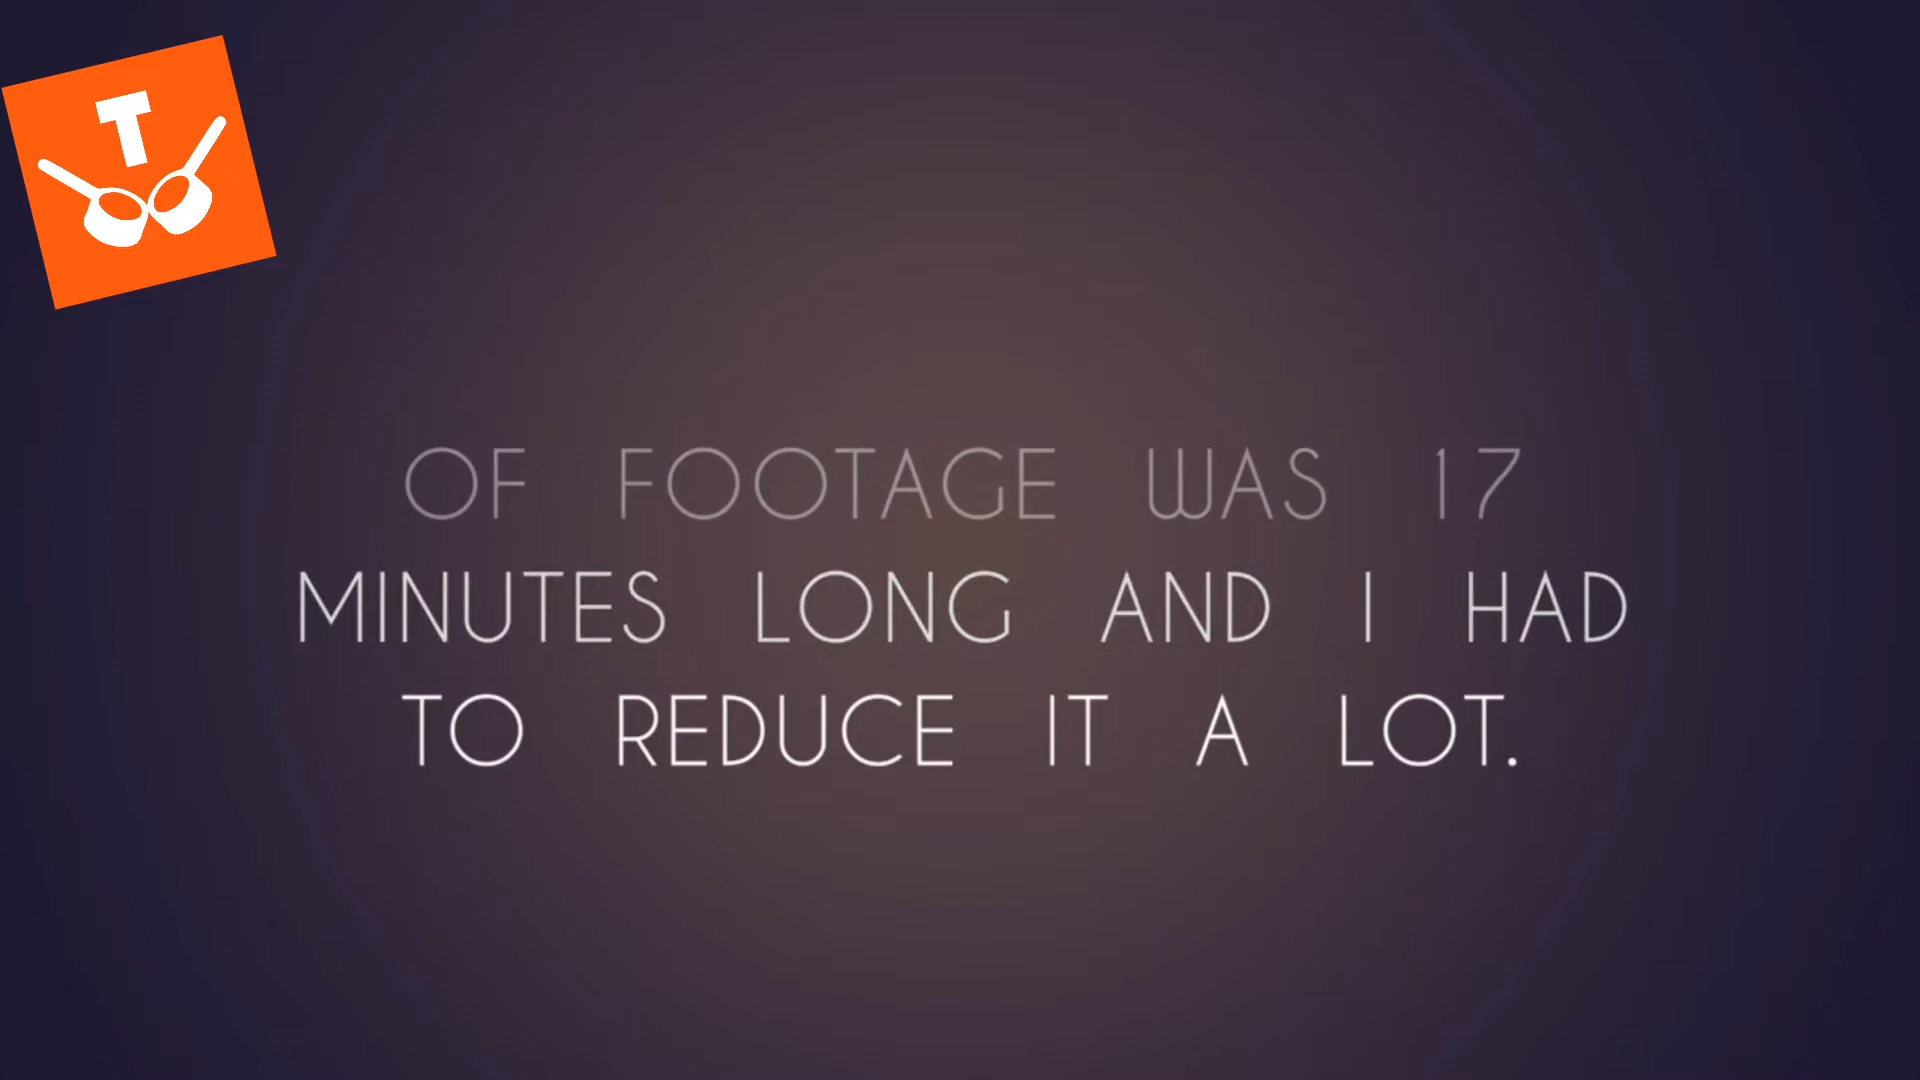 T
OF FOOTAGE WAS 17
MINUTES LONG AND I HAD
TO REDUCE IT A LOT.